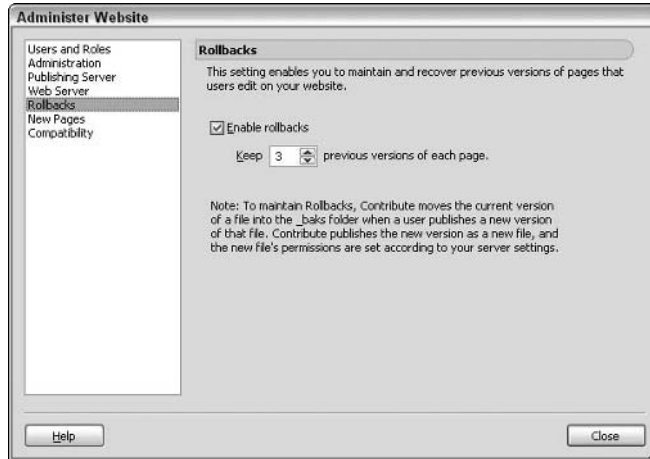 Administer Website
Users and Roles
Administration
Publishing Server
Web Server
Rollbacks
New Pages
Compatibility
Rollbacks
This setting enables you to maintain and recover previous versions of pages that
users edit on your website.
Enable rollbacks
Keep 3 previous versions of each page.
Note: To maintain Rollbacks, Contribute moves the current version
of a file into the _baks folder when a user publishes a new version
of that file. Contribute publishes the new version as a new file, and
the new file's permissions are set according to your server settings.
Help
Close